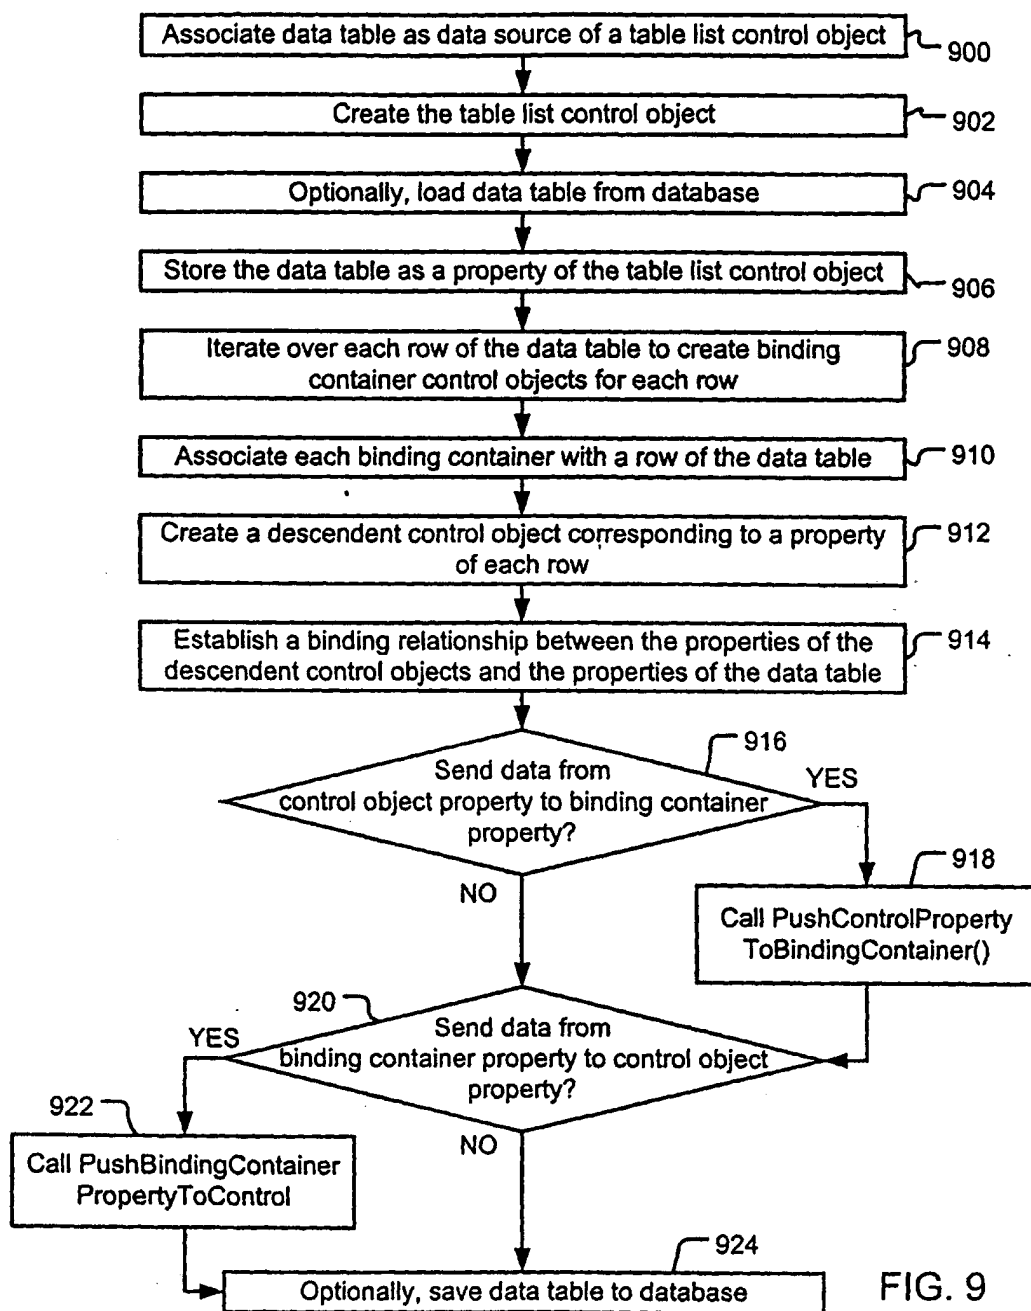 Associate data table as data source of a table list control object
900
Create the table list control object
902
Optionally, load data table from database
904
Store the data table as a property of the table list control object
906
Iterate over each row of the data table to create binding
container control objects for each row
908
Associate each binding container with a row of the data table
910
Create a descendent control object corresponding to a property
of each row
912
Establish a binding relationship between the properties of the
descendent control objects and the properties of the data table
914
916
Send data from
control object property to binding container
property?
YES
NO
918
Call PushControlProperty
ToBindingContainer()
920
Send data from
binding container property to control object
property?
YES
NO
922
Call PushBindingContainer
PropertyToControl
924
Optionally, save data table to database
FIG. 9